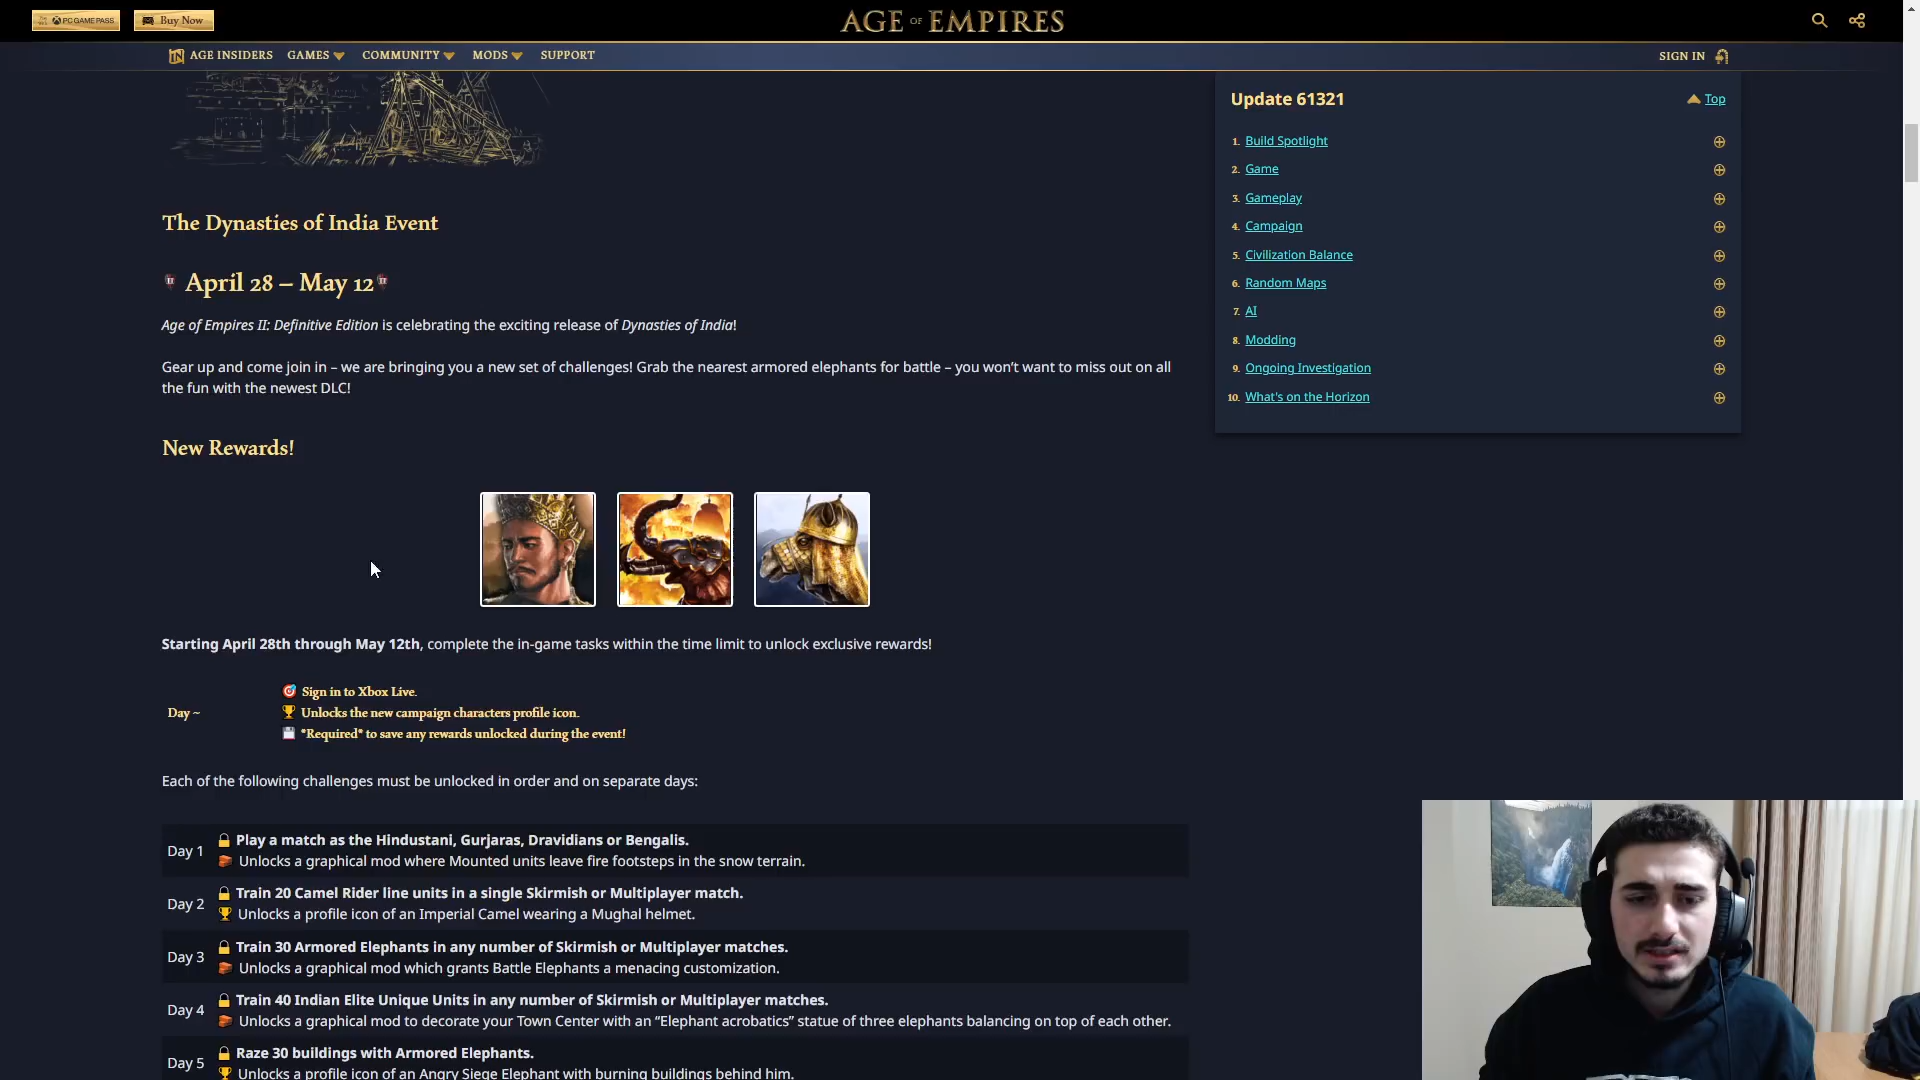 PC GAME PASS
Buy Now
AGE OF EMPIRES
AGE INSIDERS
GAMES
COMMUNITY
MODS
SUPPORT
SIGN IN
The Dynasties of India Event
April 28 – May 12
Age of Empires II: Definitive Edition is celebrating the exciting release of Dynasties of India!
Gear up and come join in – we are bringing you a new set of challenges! Grab the nearest armored elephants for battle – you won’t want to miss out on all
the fun with the newest DLC!
New Rewards!
Starting April 28th through May 12th, complete the in-game tasks within the time limit to unlock exclusive rewards!
Day ~
🎯 Sign in to Xbox Live.
🏆 Unlocks the new campaign characters profile icon.
💾 *Required* to save any rewards unlocked during the event!
Each of the following challenges must be unlocked in order and on separate days:
Day 1
🔒 Play a match as the Hindustani, Gurjaras, Dravidians or Bengalis.
🧱 Unlocks a graphical mod where Mounted units leave fire footsteps in the snow terrain.
Day 2
🔒 Train 20 Camel Rider line units in a single Skirmish or Multiplayer match.
🏆 Unlocks a profile icon of an Imperial Camel wearing a Mughal helmet.
Day 3
🔒 Train 30 Armored Elephants in any number of Skirmish or Multiplayer matches.
🧱 Unlocks a graphical mod which grants Battle Elephants a menacing customization.
Day 4
🔒 Train 40 Indian Elite Unique Units in any number of Skirmish or Multiplayer matches.
🧱 Unlocks a graphical mod to decorate your Town Center with an “Elephant acrobatics” statue of three elephants balancing on top of each other.
Day 5
🔒 Raze 30 buildings with Armored Elephants.
🏆 Unlocks a profile icon of an Angry Siege Elephant with burning buildings behind him.
Update 61321
Top
1. Build Spotlight
2. Game
3. Gameplay
4. Campaign
5. Civilization Balance
6. Random Maps
7. AI
8. Modding
9. Ongoing Investigation
10. What's on the Horizon